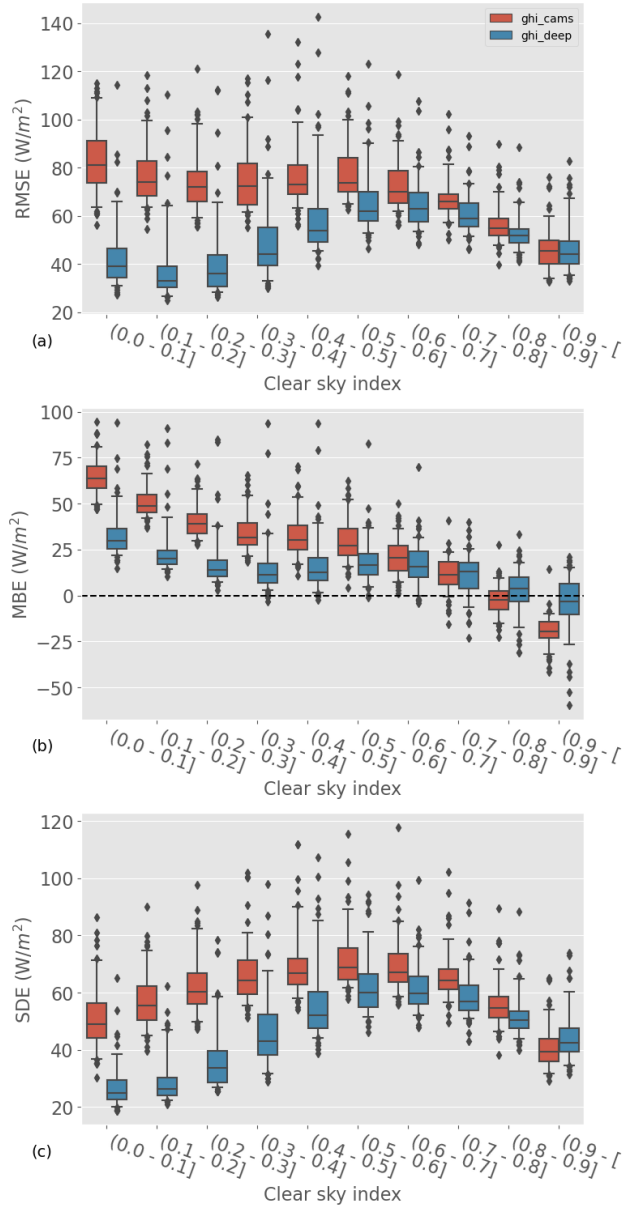 140
120
100
80
60
40
20
RMSE (W/m²)
ghi_cams
ghi_deep
(0.0 - 0.1]
(0.1 - 0.2]
(0.2 - 0.3]
(0.3 - 0.4]
(0.4 - 0.5]
(0.5 - 0.6]
(0.6 - 0.7]
(0.7 - 0.8]
(0.8 - 0.9]
(0.9 - [
(a)
Clear sky index
100
75
50
25
0
−25
−50
MBE (W/m²)
(0.0 - 0.1]
(0.1 - 0.2]
(0.2 - 0.3]
(0.3 - 0.4]
(0.4 - 0.5]
(0.5 - 0.6]
(0.6 - 0.7]
(0.7 - 0.8]
(0.8 - 0.9]
(0.9 - [
(b)
Clear sky index
120
100
80
60
40
20
SDE (W/m²)
(0.0 - 0.1]
(0.1 - 0.2]
(0.2 - 0.3]
(0.3 - 0.4]
(0.4 - 0.5]
(0.5 - 0.6]
(0.6 - 0.7]
(0.7 - 0.8]
(0.8 - 0.9]
(0.9 - [
(c)
Clear sky index